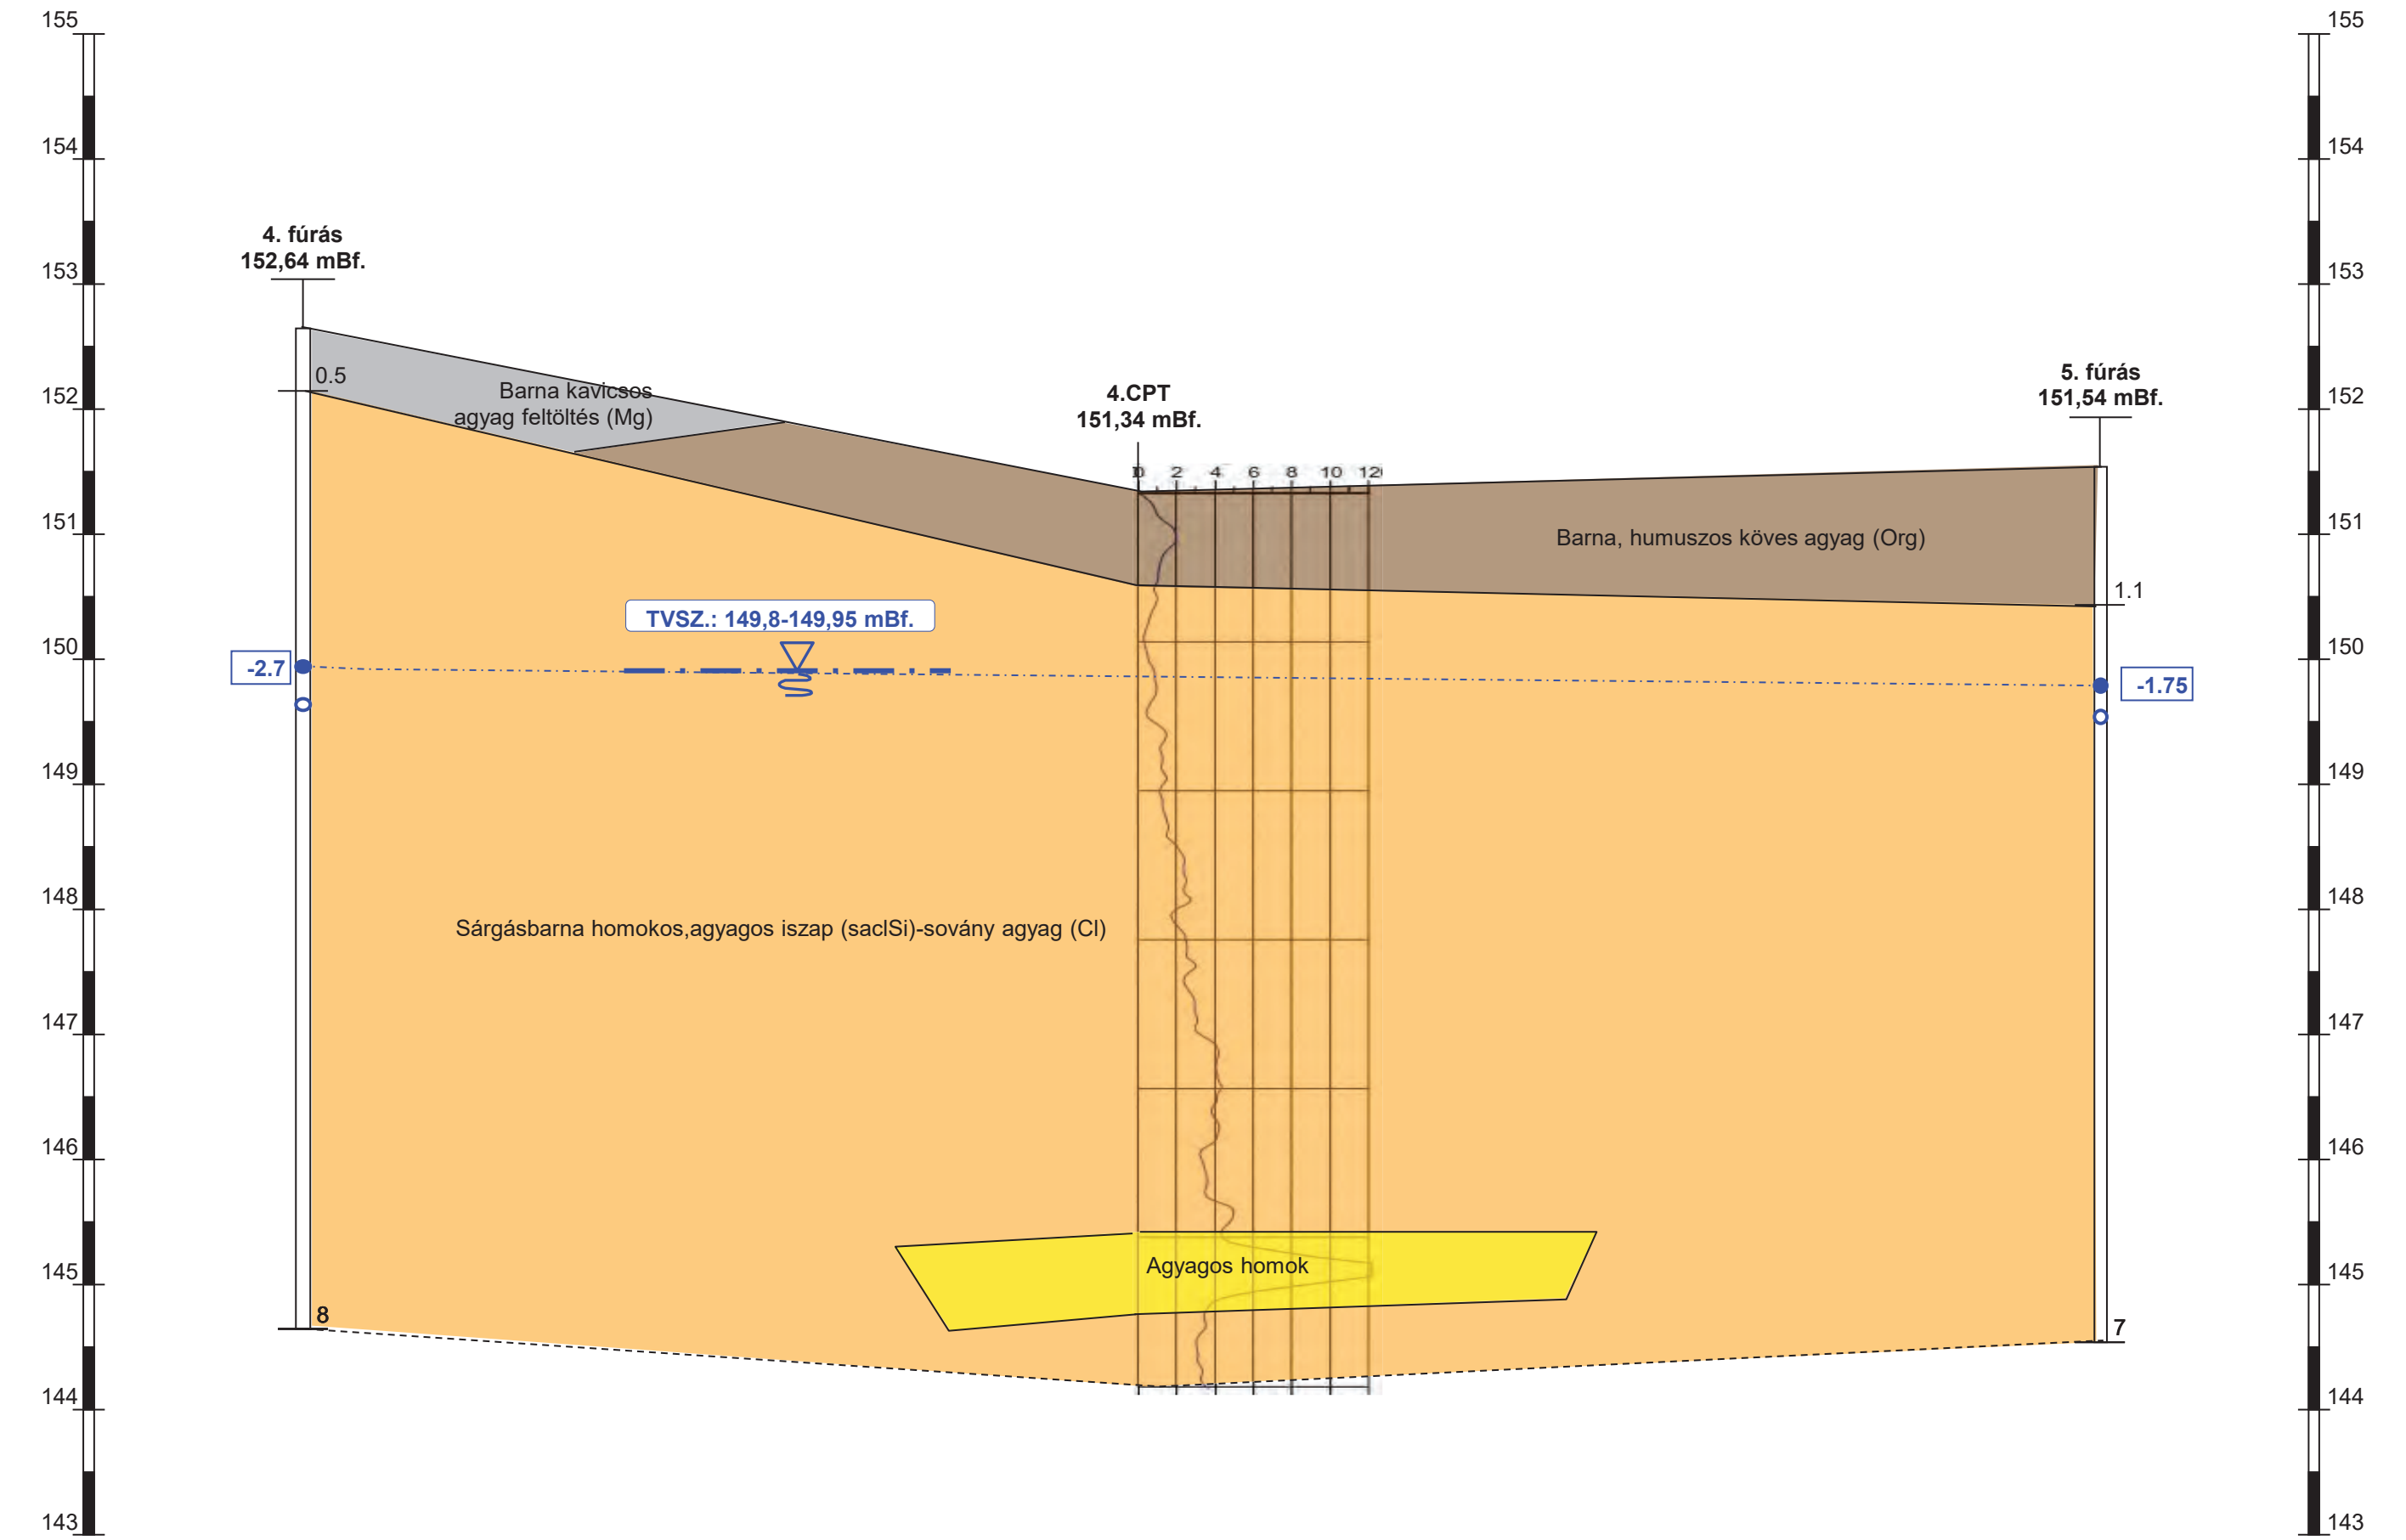 155
155
154
154
4. fúrás
152,64 mBf.
153
153
5. fúrás
151,54 mBf.
0.5
Barna kavicsos
agyag feltöltés (Mg)
4.CPT
151,34 mBf.
152
152
0 2 4 6 8 10 12
151
151
Barna, humuszos köves agyag (Org)
1.1
TVSZ.: 149,8-149,95 mBf.
150
150
-2.7
-1.75
149
149
148
148
Sárgásbarna homokos,agyagos iszap (saclSi)-sovány agyag (Cl)
147
147
146
146
Agyagos homok
145
145
8
7
144
144
143
143